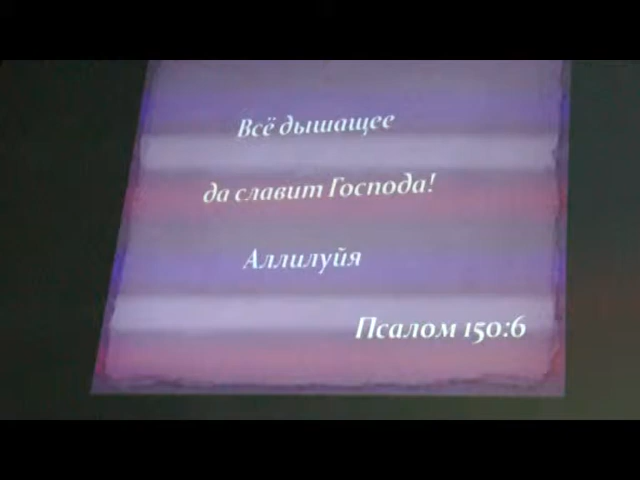 Всё дышащее
да славит Господа!
Аллилуйя
Псалом 150:6